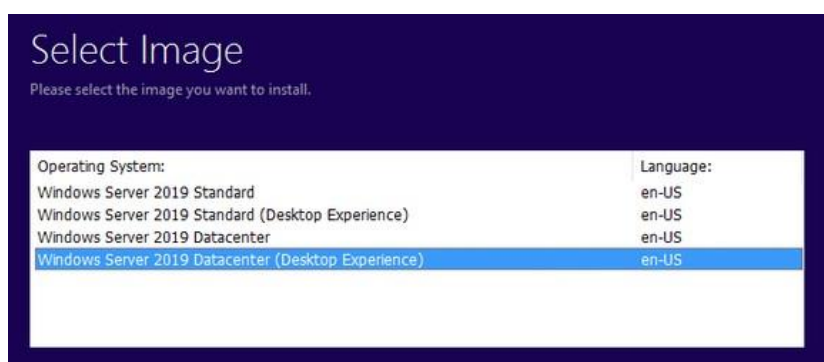 Select Image
Please select the image you want to install.
Operating System: Language:
Windows Server 2019 Standard en-US
Windows Server 2019 Standard (Desktop Experience) en-US
Windows Server 2019 Datacenter en-US
Windows Server 2019 Datacenter (Desktop Experience) en-US